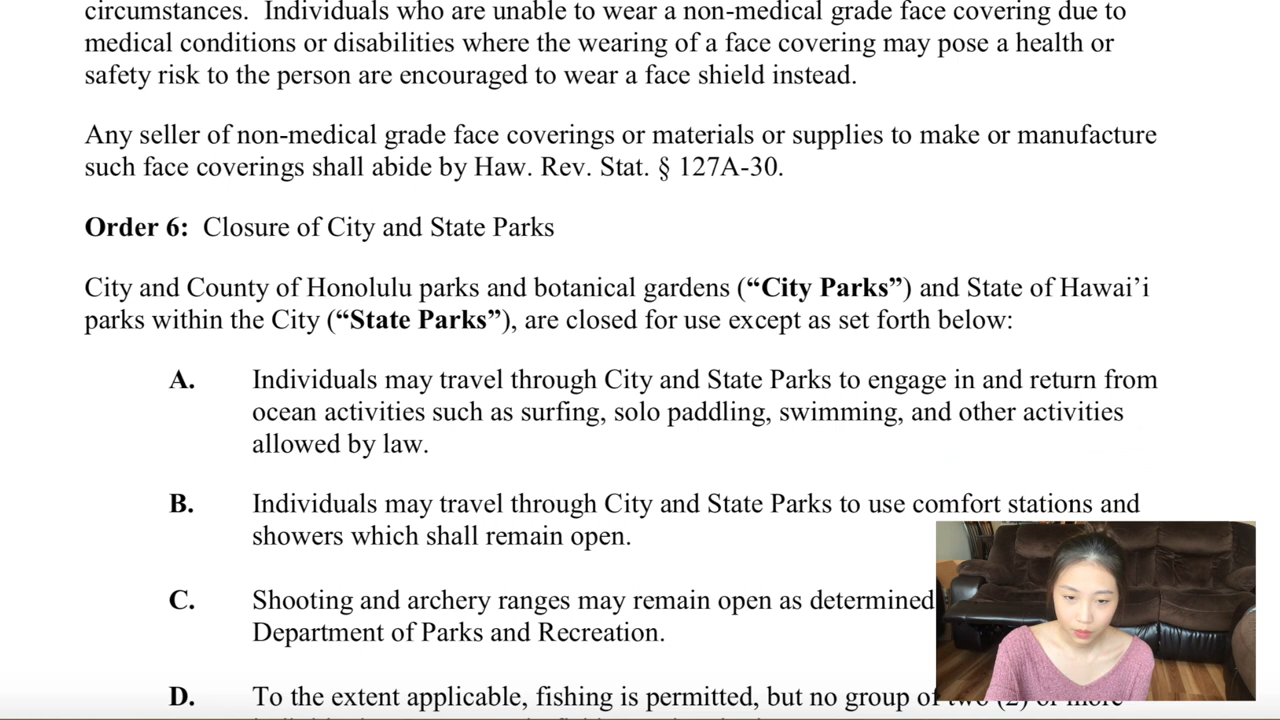 circumstances.  Individuals who are unable to wear a non-medical grade face covering due to
medical conditions or disabilities where the wearing of a face covering may pose a health or
safety risk to the person are encouraged to wear a face shield instead.
Any seller of non-medical grade face coverings or materials or supplies to make or manufacture
such face coverings shall abide by Haw. Rev. Stat. § 127A-30.
Order 6:  Closure of City and State Parks
City and County of Honolulu parks and botanical gardens (“City Parks”) and State of Hawai’i
parks within the City (“State Parks”), are closed for use except as set forth below:
A. Individuals may travel through City and State Parks to engage in and return from
ocean activities such as surfing, solo paddling, swimming, and other activities
allowed by law.
B. Individuals may travel through City and State Parks to use comfort stations and
showers which shall remain open.
C. Shooting and archery ranges may remain open as determined
Department of Parks and Recreation.
D. To the extent applicable, fishing is permitted, but no group of two (2) or more